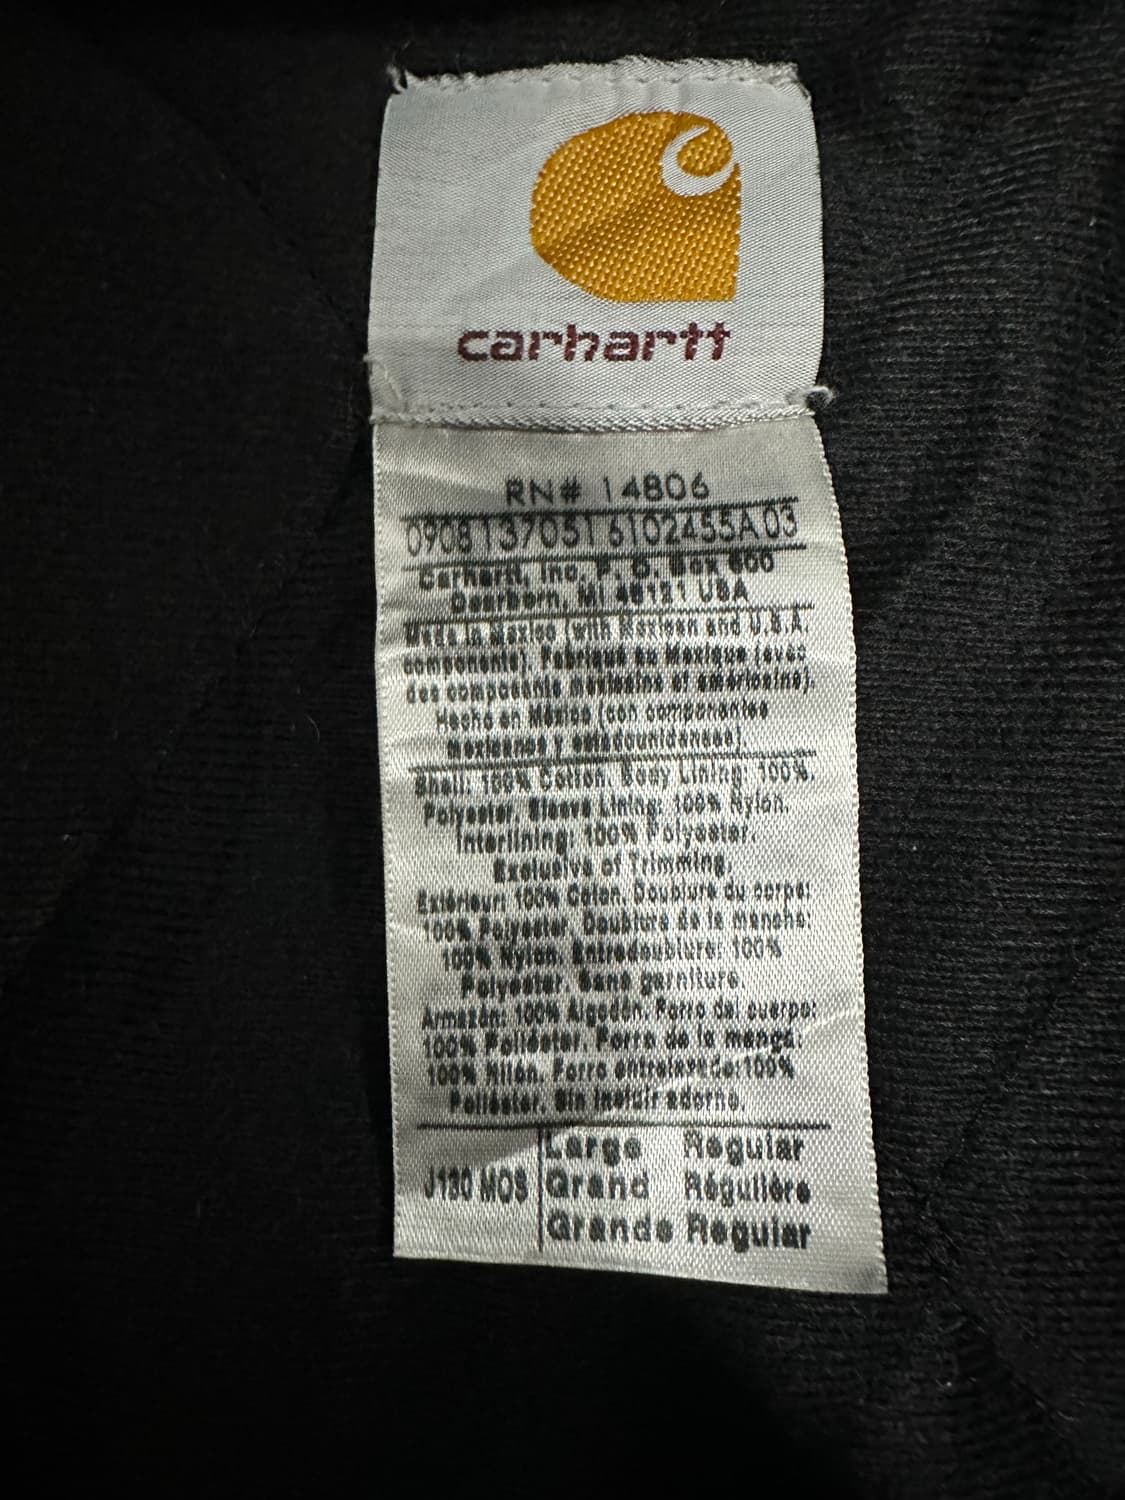 carhartt
RN# 14806
0908137051 6102455A03
Carhartt, Inc. P. O. Box 600
Dearborn, MI 48121 USA
Made in Mexico (with Mexican and U.S.A.
components). Fabriqué au Mexique (avec
des composants mexicains et américains).
Hecho en México (con componentes
mexicanos y estadounidenses).
Shell: 100% Cotton. Body Lining: 100%.
Polyester. Sleeve Lining: 100% Nylon.
Interlining: 100% Polyester.
Exclusive of Trimming.
Extérieur: 100% Coton. Doublure du corps:
100% Polyester. Doublure de la manche:
100% Nylon. Entredoublure: 100%
Polyester. Sans garniture.
Armazón: 100% Algodón. Forro del cuerpo:
100% Poliéster. Forro de la manga:
100% Nilón. Forro entrelazado:100%
Poliéster. Sin incluir adorno.
J130 MOS
Large Regular
Grand Régulière
Grande Regular